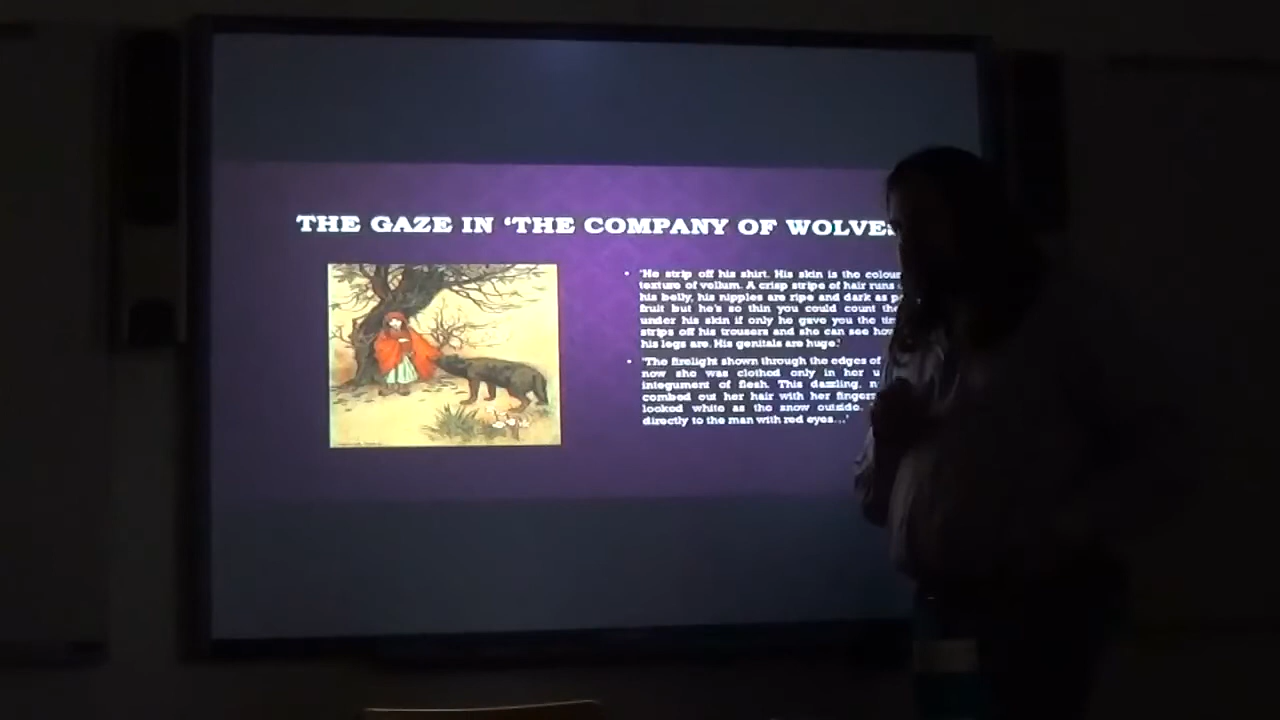 THE GAZE IN ‘THE COMPANY OF WOLVES
• ‘He strip off his shirt. His skin is the colour
texture of vellum. A crisp stripe of hair runs
his belly, his nipples are ripe and dark as
fruit but he's so thin you could count the
under his skin if only he gave you the
strips off his trousers and she can see
his legs are. His genitals are huge.’
• ‘The firelight shown through the edges of
now she was clothed only in her
integument of flesh. This dazzling,
combed out her hair with her
looked white as the snow outside.
directly to the man with red eyes...’